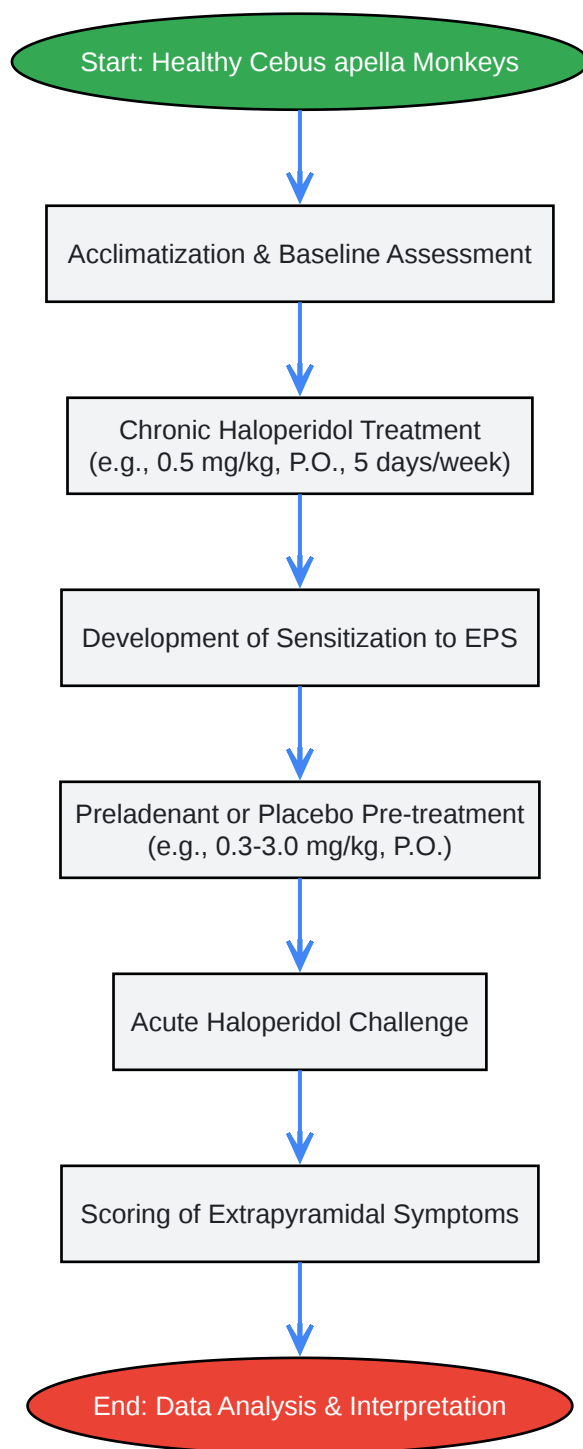 Start: Healthy Cebus apella Monkeys
Acclimatization & Baseline Assessment
Chronic Haloperidol Treatment
(e.g., 0.5 mg/kg, P.O., 5 days/week)
Development of Sensitization to EPS
Preladenant or Placebo Pre-treatment
(e.g., 0.3-3.0 mg/kg, P.O.)
Acute Haloperidol Challenge
Scoring of Extrapyramidal Symptoms
End: Data Analysis & Interpretation